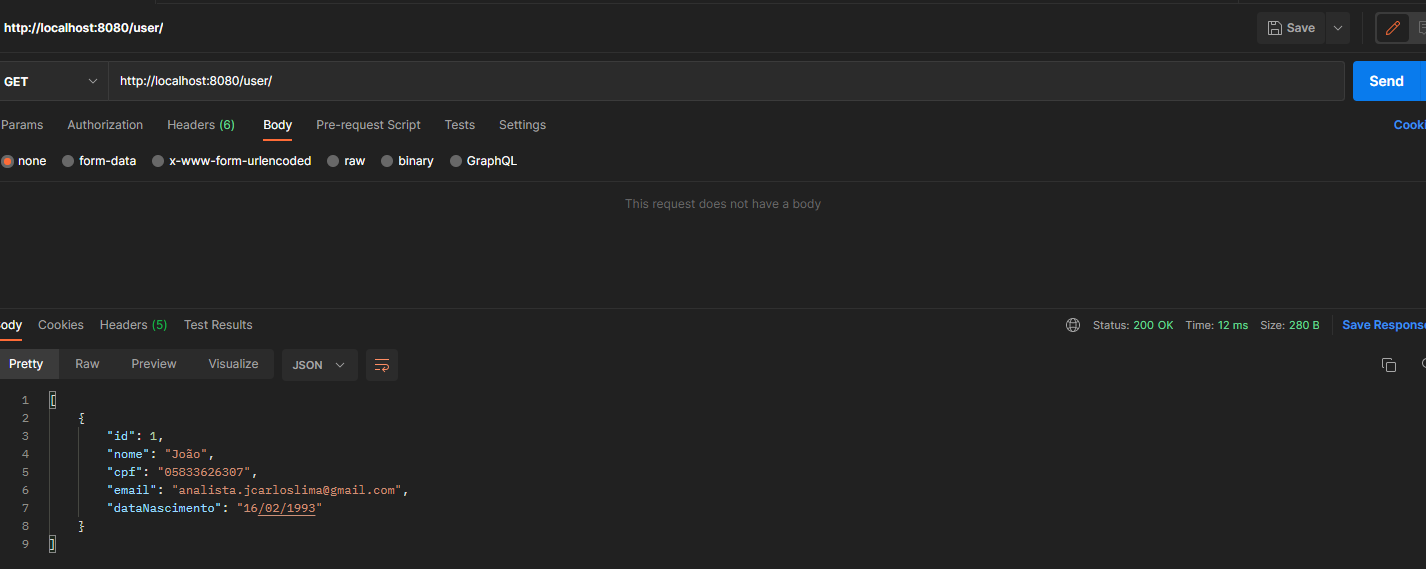 http://localhost:8080/user/
Save
GET
http://localhost:8080/user/
Send
Params Authorization Headers (6) Body Pre-request Script Tests Settings
none form-data x-www-form-urlencoded raw binary GraphQL
This request does not have a body
Cookies Headers (5) Test Results
Status: 200 OK Time: 12 ms Size: 280 B
Pretty Raw Preview Visualize JSON
1 [
2 {
3 "id": 1,
4 "nome": "João",
5 "cpf": "05833626307",
6 "email": "analista.jcarloslima@gmail.com",
7 "dataNascimento": "16/02/1993"
8 }
9 ]